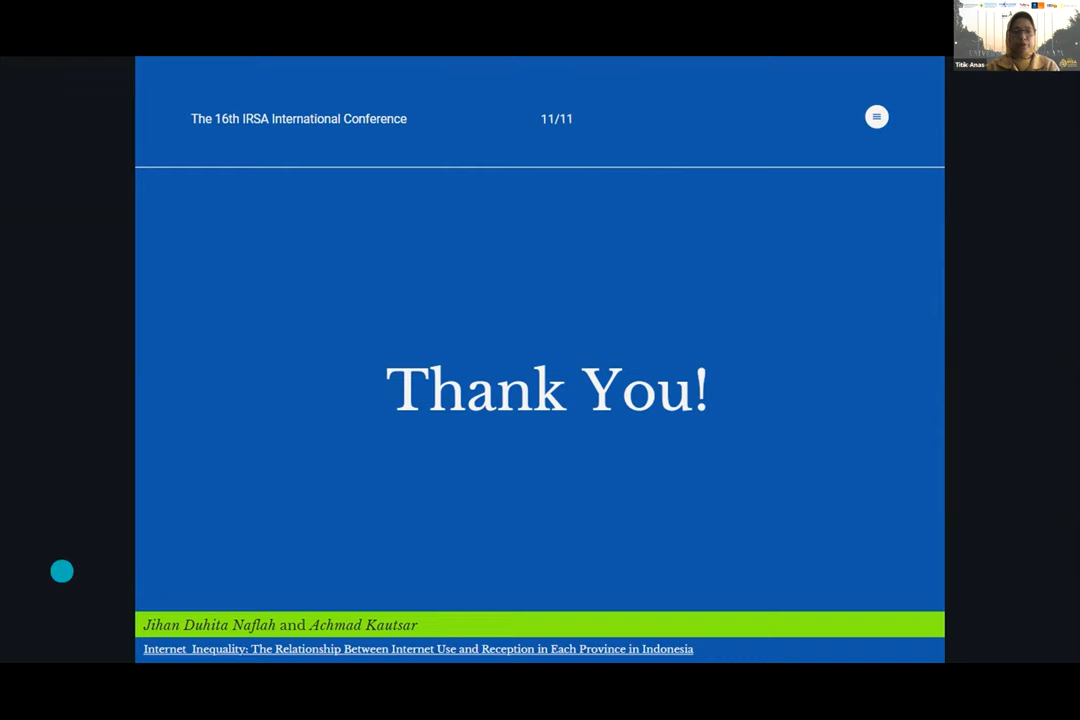 The 16th IRSA International Conference
11/11
Thank You!
Jihan Duhita Naflah and Achmad Kautsar
Internet Inequality: The Relationship Between Internet Use and Reception in Each Province in Indonesia
Titik Anas